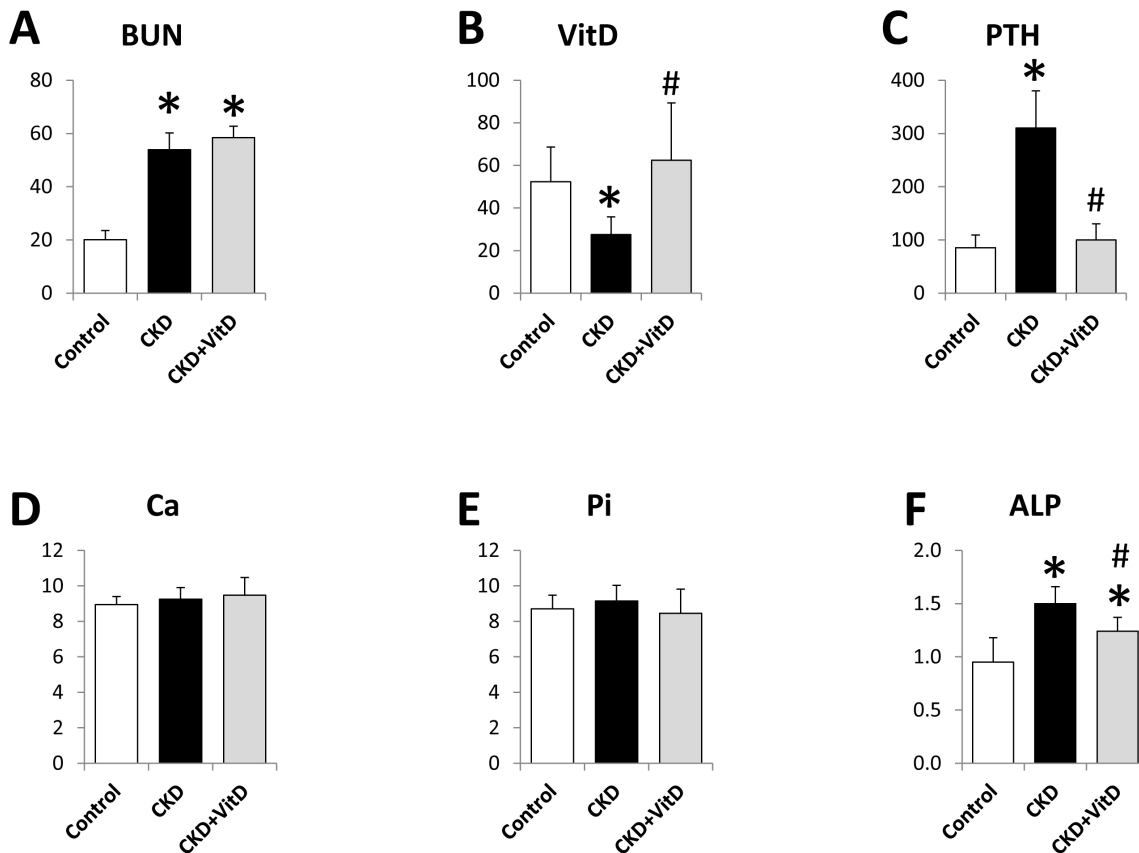 A BUN
80
60
40
20
0
*
*
Control
CKD
CKD+VitD
B VitD
100
80
60
40
20
0
*
#
Control
CKD
CKD+VitD
C PTH
400
300
200
100
0
*
#
Control
CKD
CKD+VitD
D Ca
12
10
8
6
4
2
0
Control
CKD
CKD+VitD
E Pi
12
10
8
6
4
2
0
Control
CKD
CKD+VitD
F ALP
2.0
1.5
1.0
0.5
0.0
*
#
*
Control
CKD
CKD+VitD